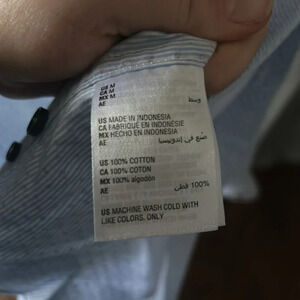 US M
CA M
MX M
AE وسط
US MADE IN INDONESIA
CA FABRIQUÉ EN INDONÉSIE
MX HECHO EN INDONESIA
AE صُنع في إندونيسيا
US 100% COTTON
CA 100% COTON
MX 100% algodón
AE 100% قطن
US MACHINE WASH COLD WITH
LIKE COLORS. ONLY